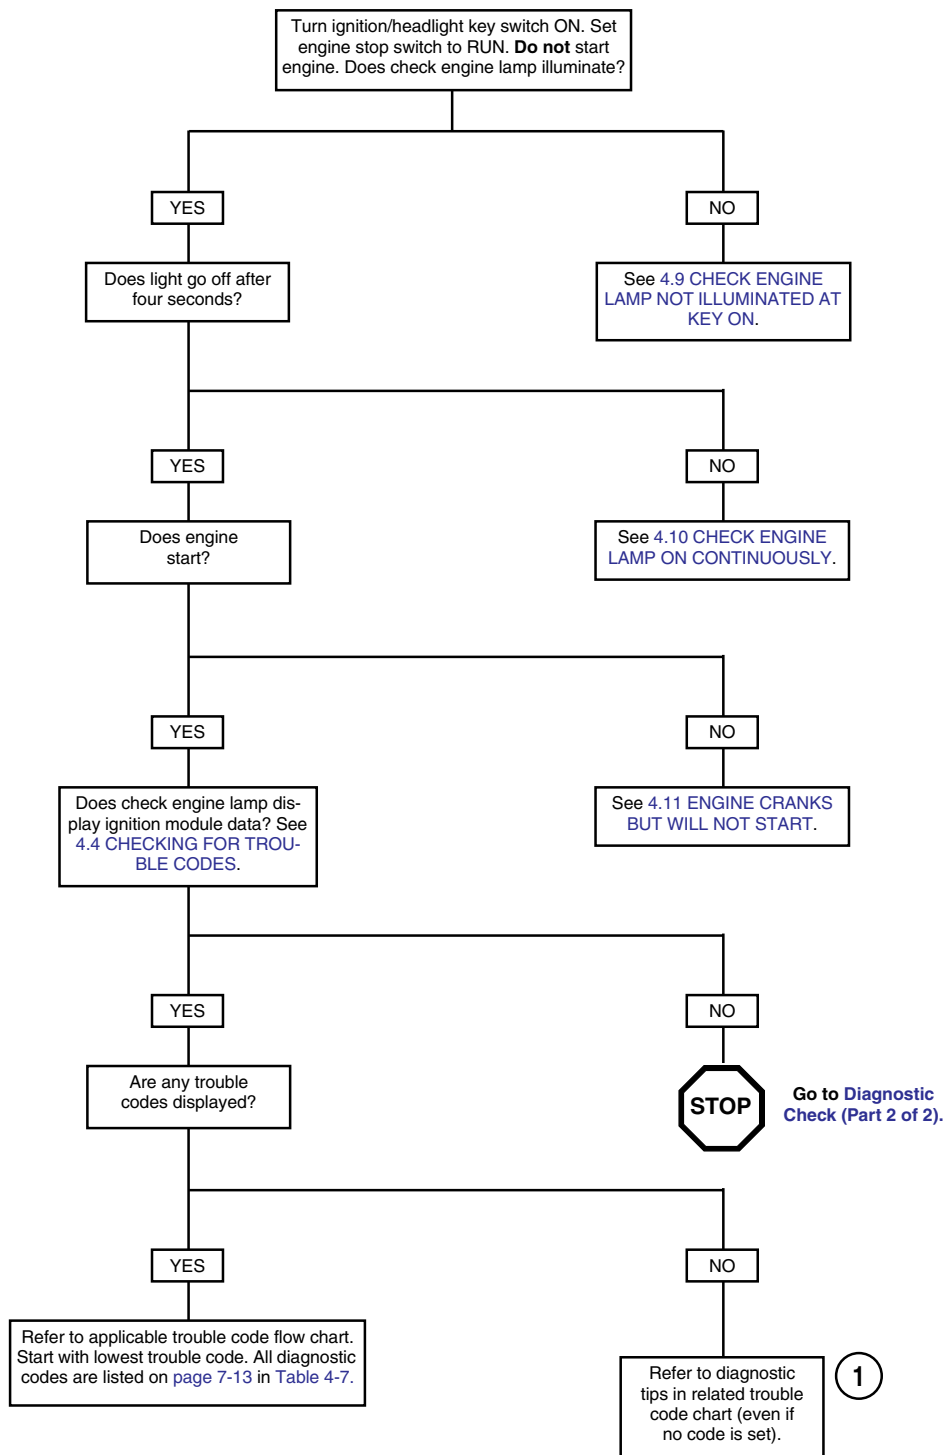 Turn ignition/headlight key switch ON. Set
engine stop switch to RUN. Do not start
engine. Does check engine lamp illuminate?
YES
NO
Does light go off after
four seconds?
See 4.9 CHECK ENGINE
LAMP NOT ILLUMINATED AT
KEY ON.
YES
NO
Does engine
start?
See 4.10 CHECK ENGINE
LAMP ON CONTINUOUSLY.
YES
NO
Does check engine lamp dis-
play ignition module data? See
4.4 CHECKING FOR TROU-
BLE CODES.
See 4.11 ENGINE CRANKS
BUT WILL NOT START.
YES
NO
Are any trouble
codes displayed?
STOP
Go to Diagnostic
Check (Part 2 of 2).
YES
NO
Refer to applicable trouble code flow chart.
Start with lowest trouble code. All diagnostic
codes are listed on page 7-13 in Table 4-7.
Refer to diagnostic
tips in related trouble
code chart (even if
no code is set).
1